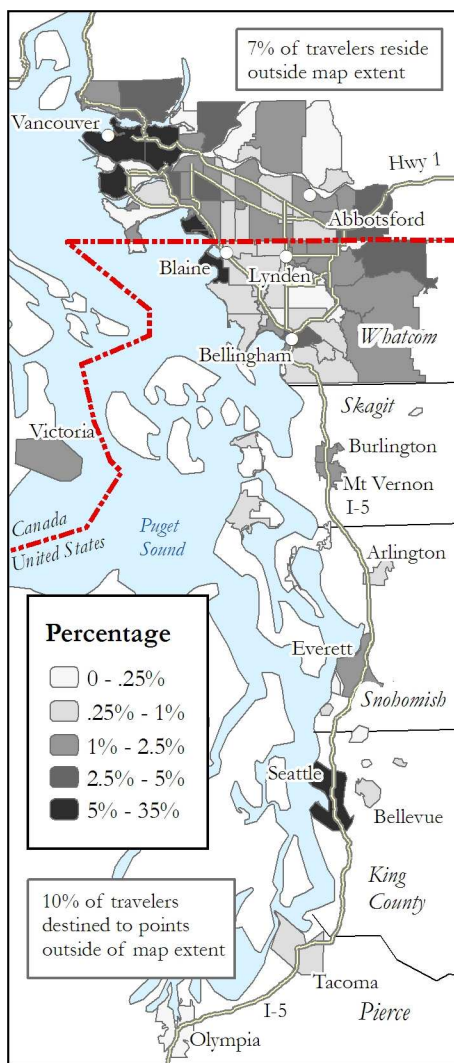 7% of travelers reside
outside map extent
Vancouver
Hwy 1
Abbotsford
Blaine
Lynden
Whatcom
Bellingham
Skagit
Victoria
Burlington
Mt Vernon
I-5
Canada
United States
Puget
Sound
Arlington
Percentage
0 - .25%
.25% - 1%
1% - 2.5%
2.5% - 5%
5% - 35%
Everett
Snohomish
Seattle
Bellevue
King
County
10% of travelers
destined to points
outside of map extent
Tacoma
I-5
Pierce
Olympia